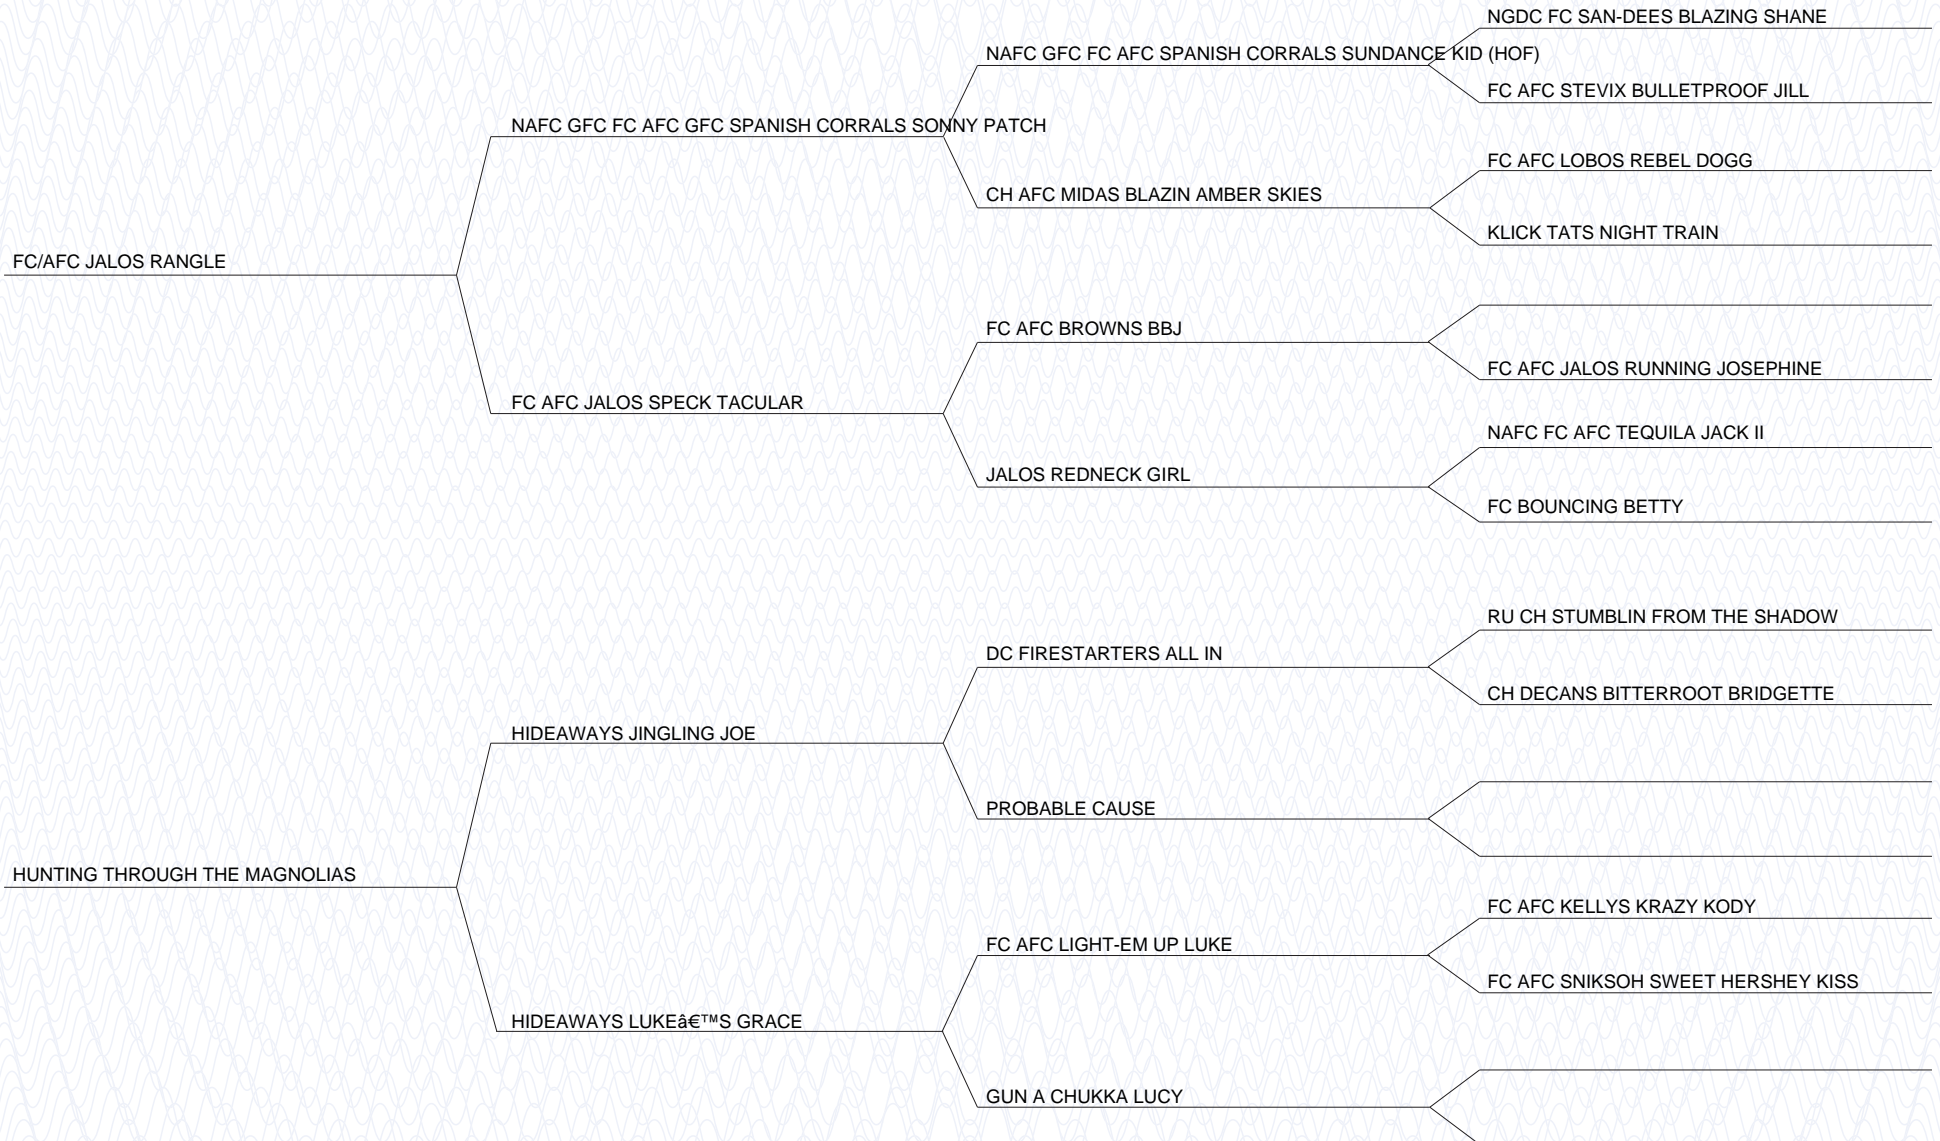 NGDC FC SAN-DEES BLAZING SHANE
NAFC GFC FC AFC SPANISH CORRALS SUNDANCE KID (HOF)
FC AFC STEVIX BULLETPROOF JILL
NAFC GFC FC AFC GFC SPANISH CORRALS SONNY PATCH
FC AFC LOBOS REBEL DOGG
CH AFC MIDAS BLAZIN AMBER SKIES
KLICK TATS NIGHT TRAIN
FC/AFC JALOS RANGLE
FC AFC BROWNS BBJ
FC AFC JALOS RUNNING JOSEPHINE
FC AFC JALOS SPECK TACULAR
NAFC FC AFC TEQUILA JACK II
JALOS REDNECK GIRL
FC BOUNCING BETTY
RU CH STUMBLIN FROM THE SHADOW
DC FIRESTARTERS ALL IN
CH DECANS BITTERROOT BRIDGETTE
HIDEAWAYS JINGLING JOE
PROBABLE CAUSE
HUNTING THROUGH THE MAGNOLIAS
FC AFC KELLYS KRAZY KODY
FC AFC LIGHT-EM UP LUKE
FC AFC SNIKSOH SWEET HERSHEY KISS
HIDEAWAYS LUKEâ€™S GRACE
GUN A CHUKKA LUCY